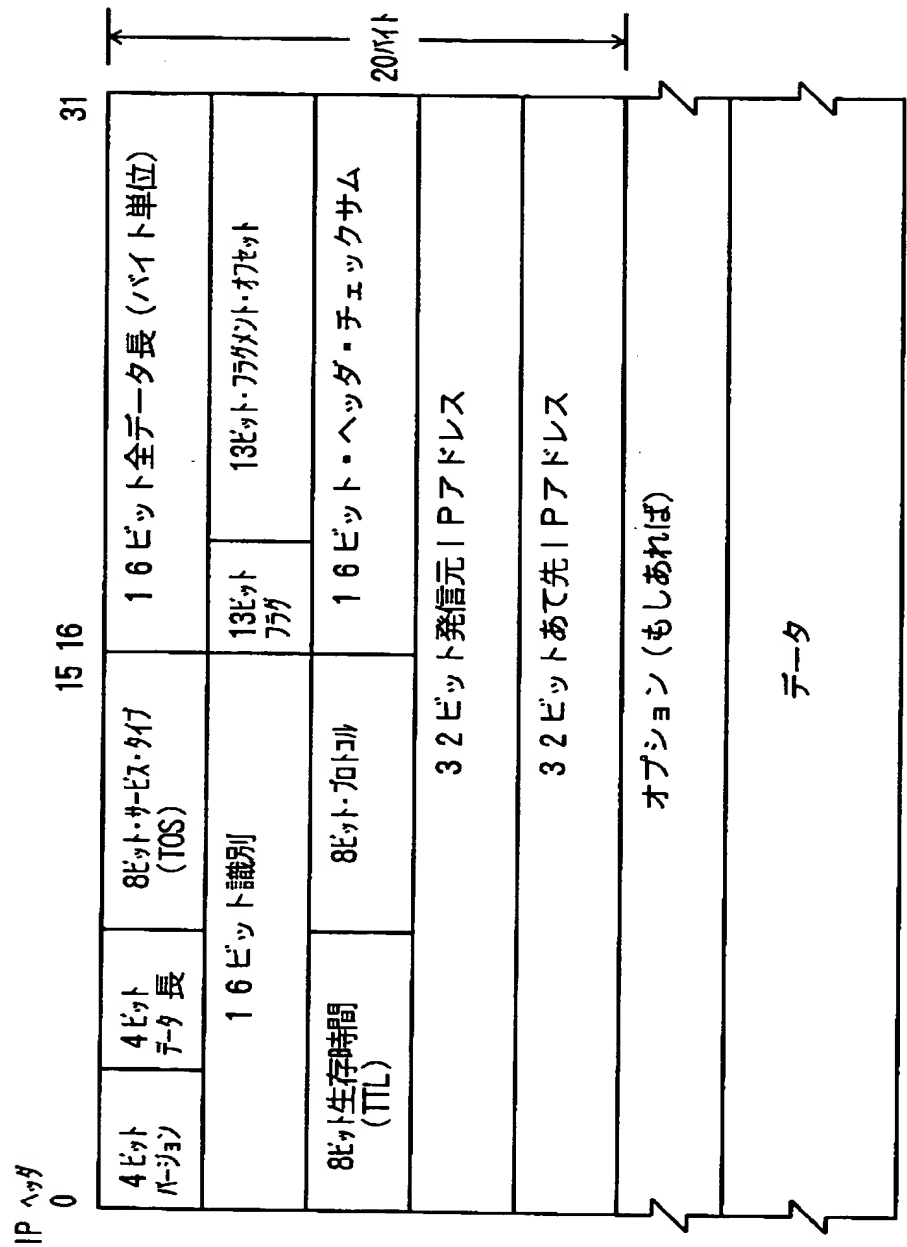 IP ヘッダ
0
15 16
31
4ビット
バージョン
4ビット
データ長
8ビット・サービス・タイプ
(TOS)
16ビット全データ長(バイト単位)
16ビット識別
13ビット
フラグ
13ビット・フラグメント・オフセット
8ビット生存時間
(TTL)
8ビット・プロトコル
16ビット・ヘッダ・チェックサム
32ビット発信元IPアドレス
32ビットあて先IPアドレス
20バイト
オプション(もしあれば)
データ